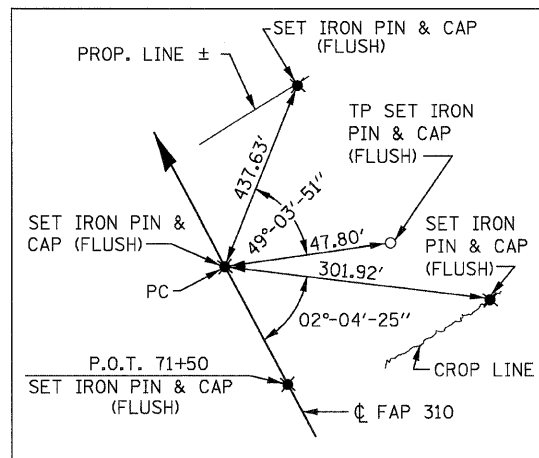 SET IRON PIN & CAP
(FLUSH)
PROP. LINE ±
TP SET IRON
PIN & CAP
(FLUSH)
437.63'
49°-03'-51"
SET IRON PIN &
CAP (FLUSH)
47.80'
SET IRON
PIN & CAP
(FLUSH)
301.92'
PC
02°-04'-25"
P.O.T. 71+50
SET IRON PIN & CAP
(FLUSH)
CROP LINE
℄ FAP 310